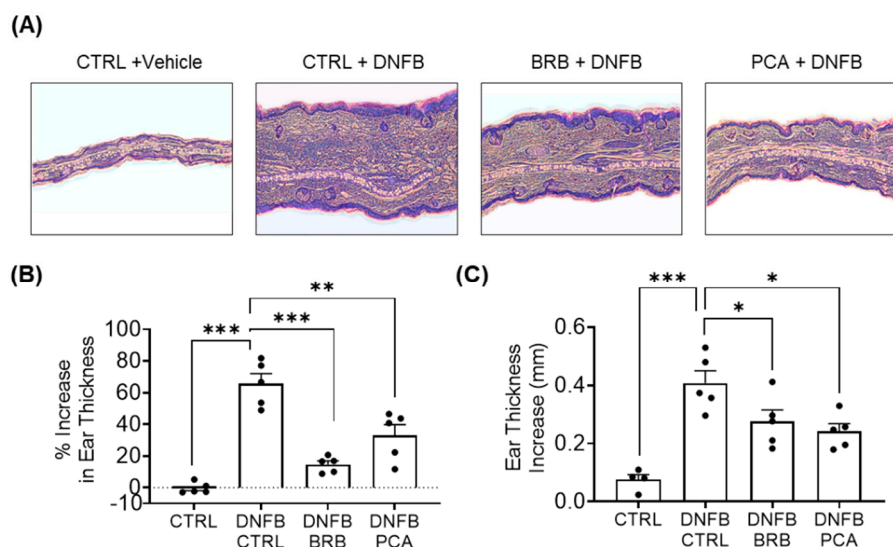 (A)
CTRL +Vehicle
CTRL + DNFB
BRB + DNFB
PCA + DNFB
(B)
% Increase
in Ear Thickness
100
80
60
40
20
-10
***
***
**
CTRL
DNFB
CTRL
DNFB
BRB
DNFB
PCA
(C)
Ear Thickness
Increase (mm)
0.6
0.4
0.2
0.0
***
*
*
CTRL
DNFB
CTRL
DNFB
BRB
DNFB
PCA